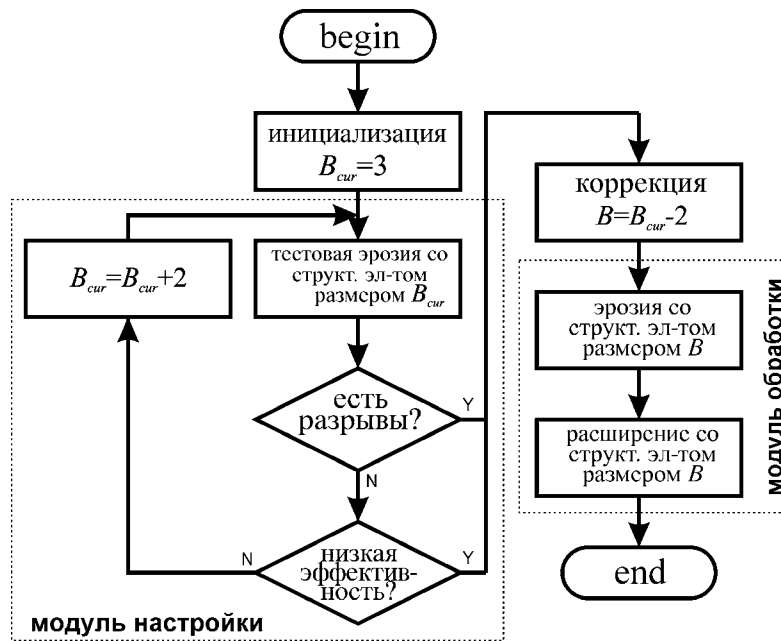 begin
инициализация
B_cur=3
B_cur=B_cur+2
тестовая эрозия со
структ. эл-том
размером B_cur
есть
разрывы?
Y
N
низкая
эффектив-
ность?
N
Y
модуль настройки
коррекция
B=B_cur-2
эрозия со
структ. эл-том
размером B
расширение со
структ. эл-том
размером B
модуль обработки
end